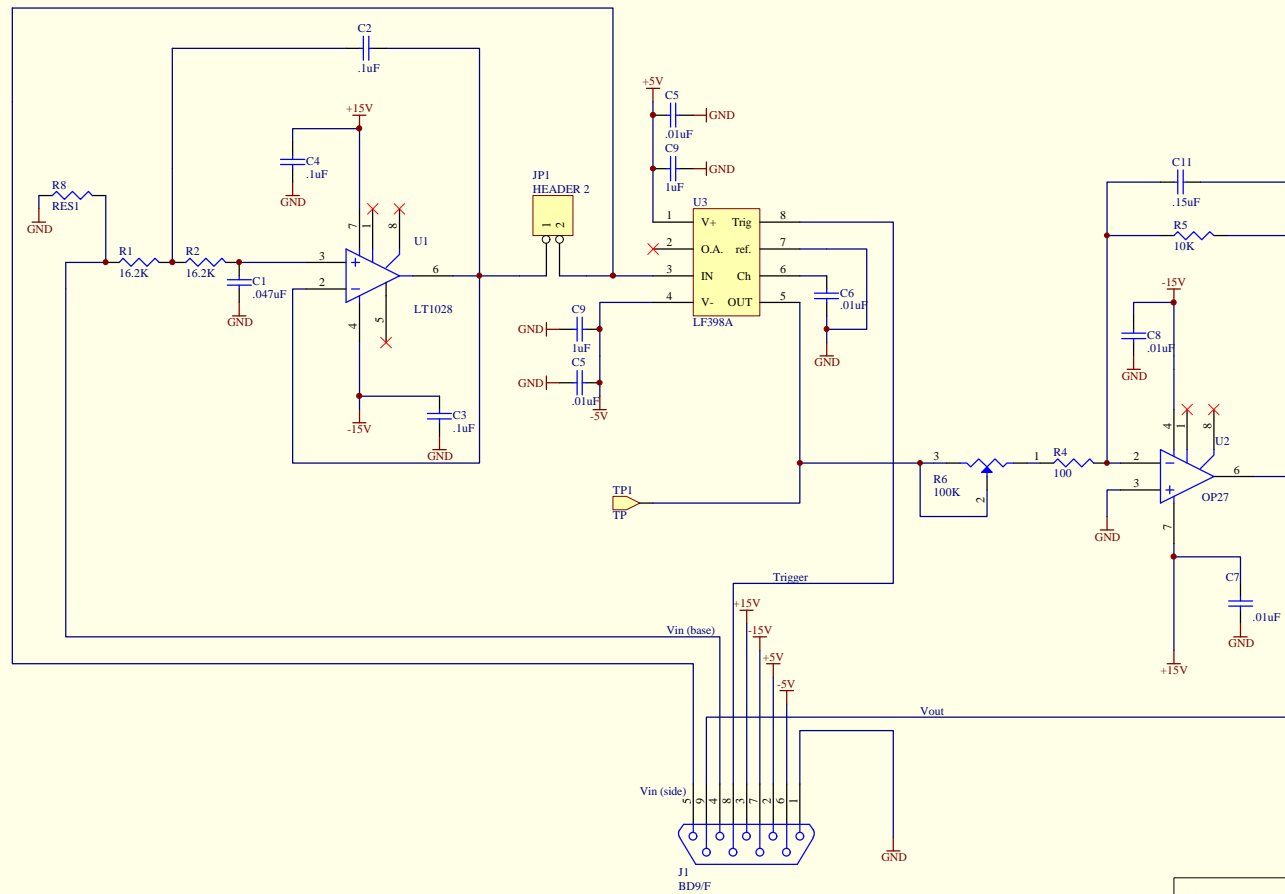 C2
.1uF
+15V
C4
.1uF
GND
R8
RES1
GND
R1
16.2K
R2
16.2K
C1
.047uF
GND
7
1
8
3
2
6
4
5
U1
LT1028
-15V
C3
.1uF
GND
JP1
HEADER 2
1
2
+5V
C5
.01uF
GND
C9
1uF
GND
U3
1
V+
Trig
8
2
O.A.
ref.
7
3
IN
Ch
6
4
V-
OUT
5
LF398A
GND
C9
1uF
GND
C5
.01uF
-5V
C6
.01uF
GND
TP1
TP
C11
.15uF
R5
10K
-15V
C8
.01uF
GND
3
R6
100K
2
1
R4
100
4
1
8
U2
2
3
6
OP27
7
GND
C7
.01uF
GND
+15V
Trigger
+15V
-15V
+5V
-5V
Vin (base)
Vout
Vin (side)
5
9
4
8
3
7
2
6
1
GND
J1
BD9/F